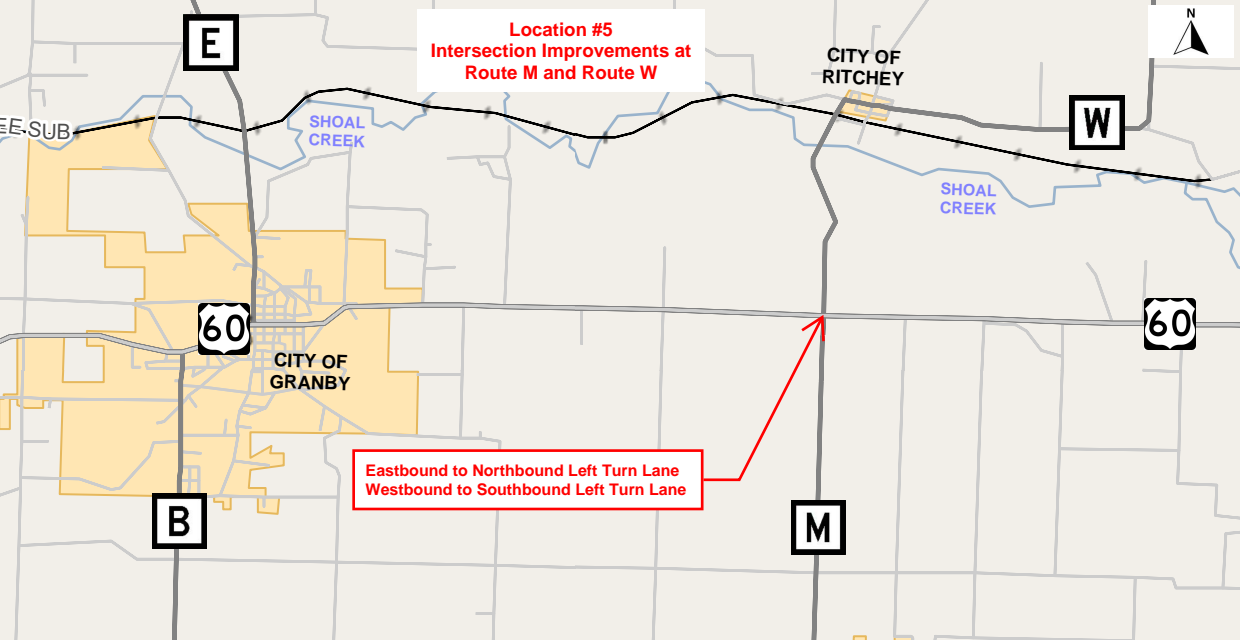 E
Location #5
Intersection Improvements at
Route M and Route W
N
CITY OF
RITCHEY
W
EE SUB
SHOAL
CREEK
SHOAL
CREEK
60
60
CITY OF
GRANBY
Eastbound to Northbound Left Turn Lane
Westbound to Southbound Left Turn Lane
B
M